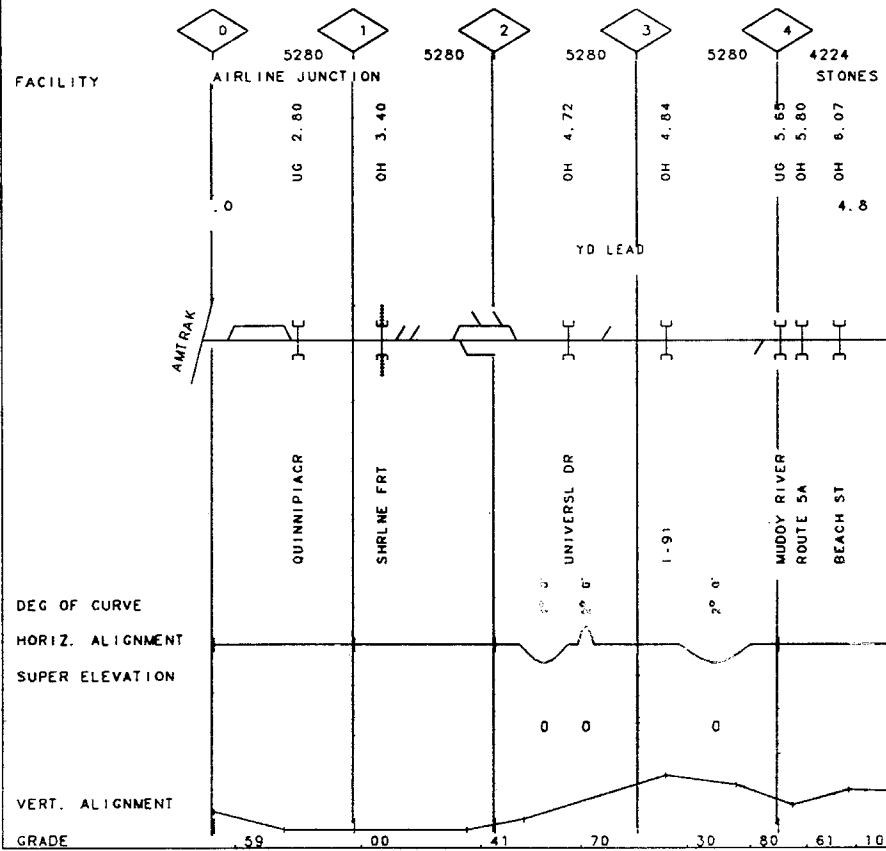 0 1 2 3 4
5280 5280 5280 5280 4224
FACILITY AIRLINE JUNCTION STONES
UG 2.80
OH 3.40
OH 4.72
OH 4.84
UG 5.65
OH 5.80
OH 6.07
.0 4.8
YD LEAD
AMTRAK
QUINNIPIACR
SHRLNE FRT
UNIVERSL DR
I-91
MUDDY RIVER
ROUTE 5A
BEACH ST
DEG OF CURVE 2° 0' 2° 0' 2° 0'
HORIZ. ALIGNMENT
SUPER ELEVATION
0 0 0
VERT. ALIGNMENT
GRADE .59 .00 .41 .70 .30 .80 .61 .10